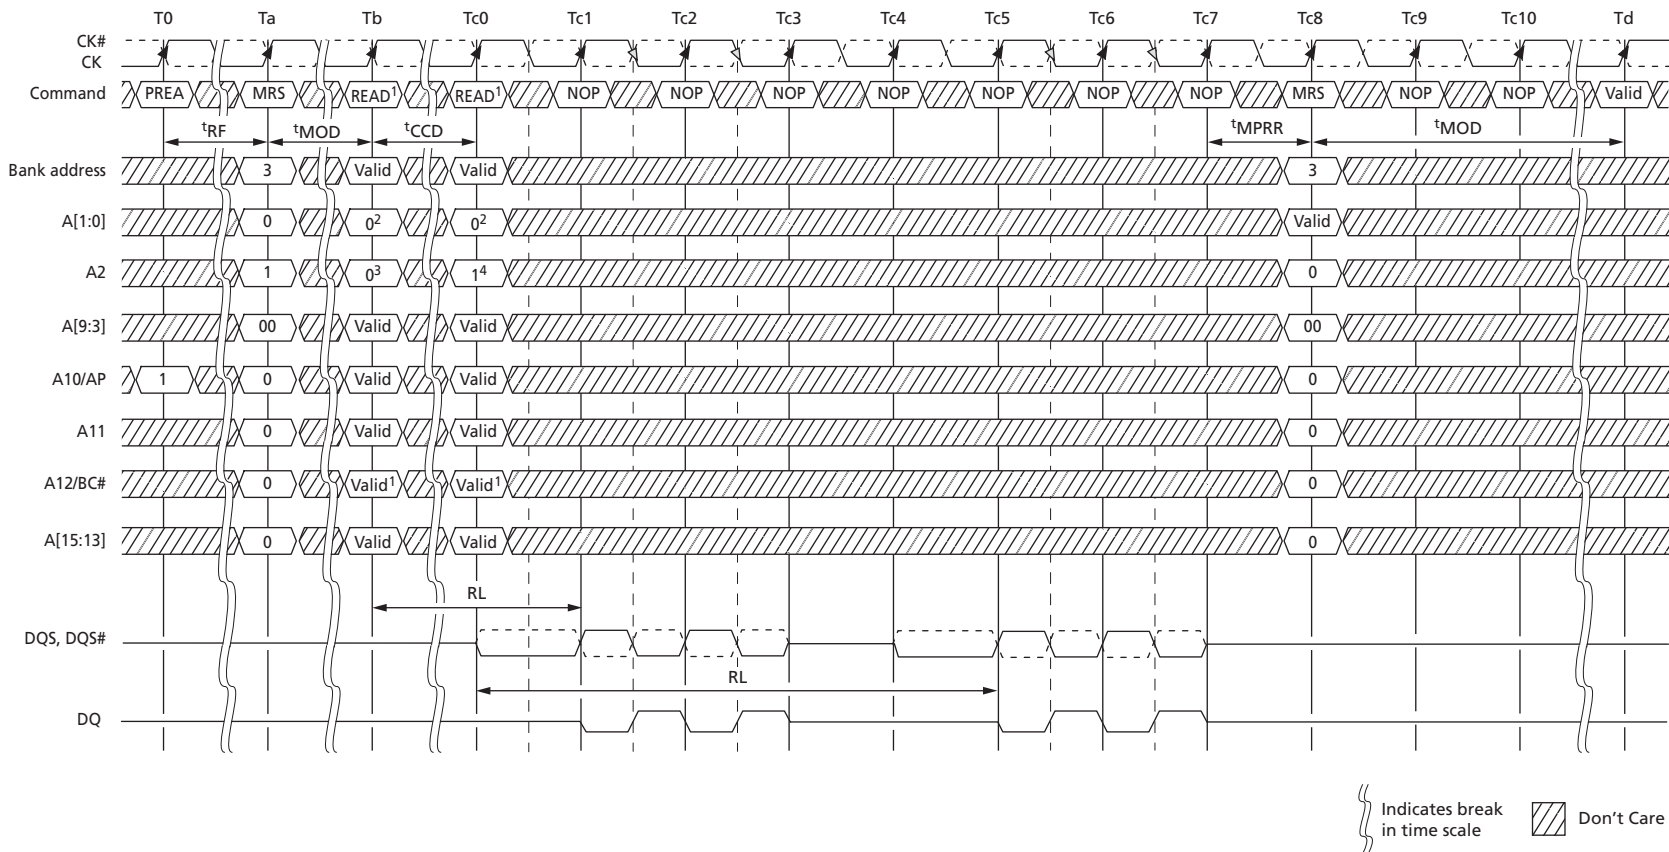 T0 Ta Tb Tc0 Tc1 Tc2 Tc3 Tc4 Tc5 Tc6 Tc7 Tc8 Tc9 Tc10 Td
CK#
CK
Command PREA MRS READ¹ READ¹ NOP NOP NOP NOP NOP NOP NOP MRS NOP NOP Valid
ᵗRF ᵗMOD ᵗCCD ᵗMPRR ᵗMOD
Bank address 3 Valid Valid 3
A[1:0] 0 0² 0² Valid
A2 1 0³ 1⁴ 0
A[9:3] 00 Valid Valid 00
A10/AP 1 0 Valid Valid 0
A11 0 Valid Valid 0
A12/BC# 0 Valid¹ Valid¹ 0
A[15:13] 0 Valid Valid 0
RL
DQS, DQS#
RL
DQ
Indicates break
in time scale
Don't Care